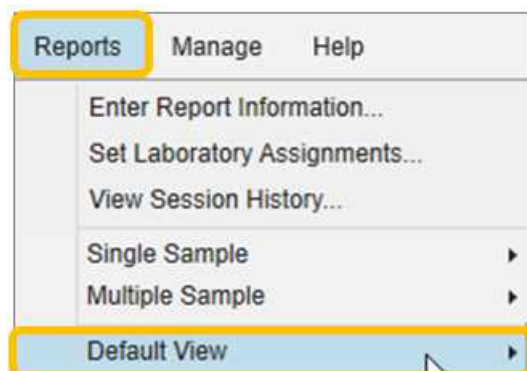 Reports Manage Help
Enter Report Information...
Set Laboratory Assignments...
View Session History...
Single Sample
Multiple Sample
Default View